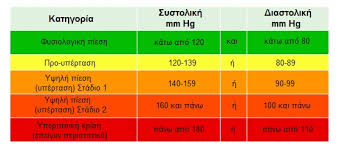 Κατηγορία Συστολική mm Hg Διαστολική mm Hg
Φυσιολογική πίεση κάτω από 120 και κάτω από 80
Προ-υπέρταση 120-139 ή 80-89
Υψηλή πίεση (υπέρταση) Στάδιο 1 140-159 ή 90-99
Υψηλή πίεση (υπέρταση) Στάδιο 2 160 και πάνω ή 100 και πάνω
Υπερτασική κρίση (επείγον περιστατικό) πάνω από 180 ή πάνω από 110